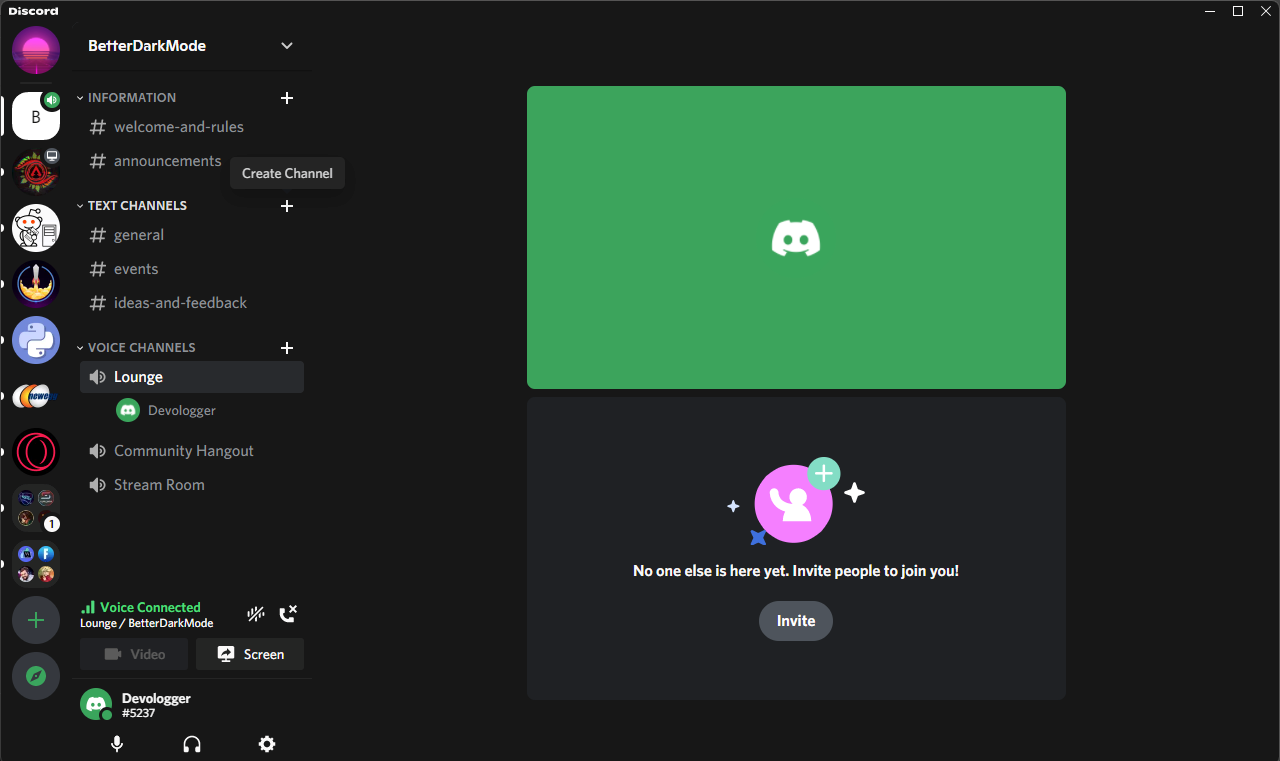 Discord
BetterDarkMode
INFORMATION
B
welcome-and-rules
announcements
Create Channel
TEXT CHANNELS
general
events
ideas-and-feedback
VOICE CHANNELS
Lounge
Devologger
Community Hangout
Stream Room
1
No one else is here yet. Invite people to join you!
Invite
Voice Connected
Lounge / BetterDarkMode
Video
Screen
Devologger
#5237